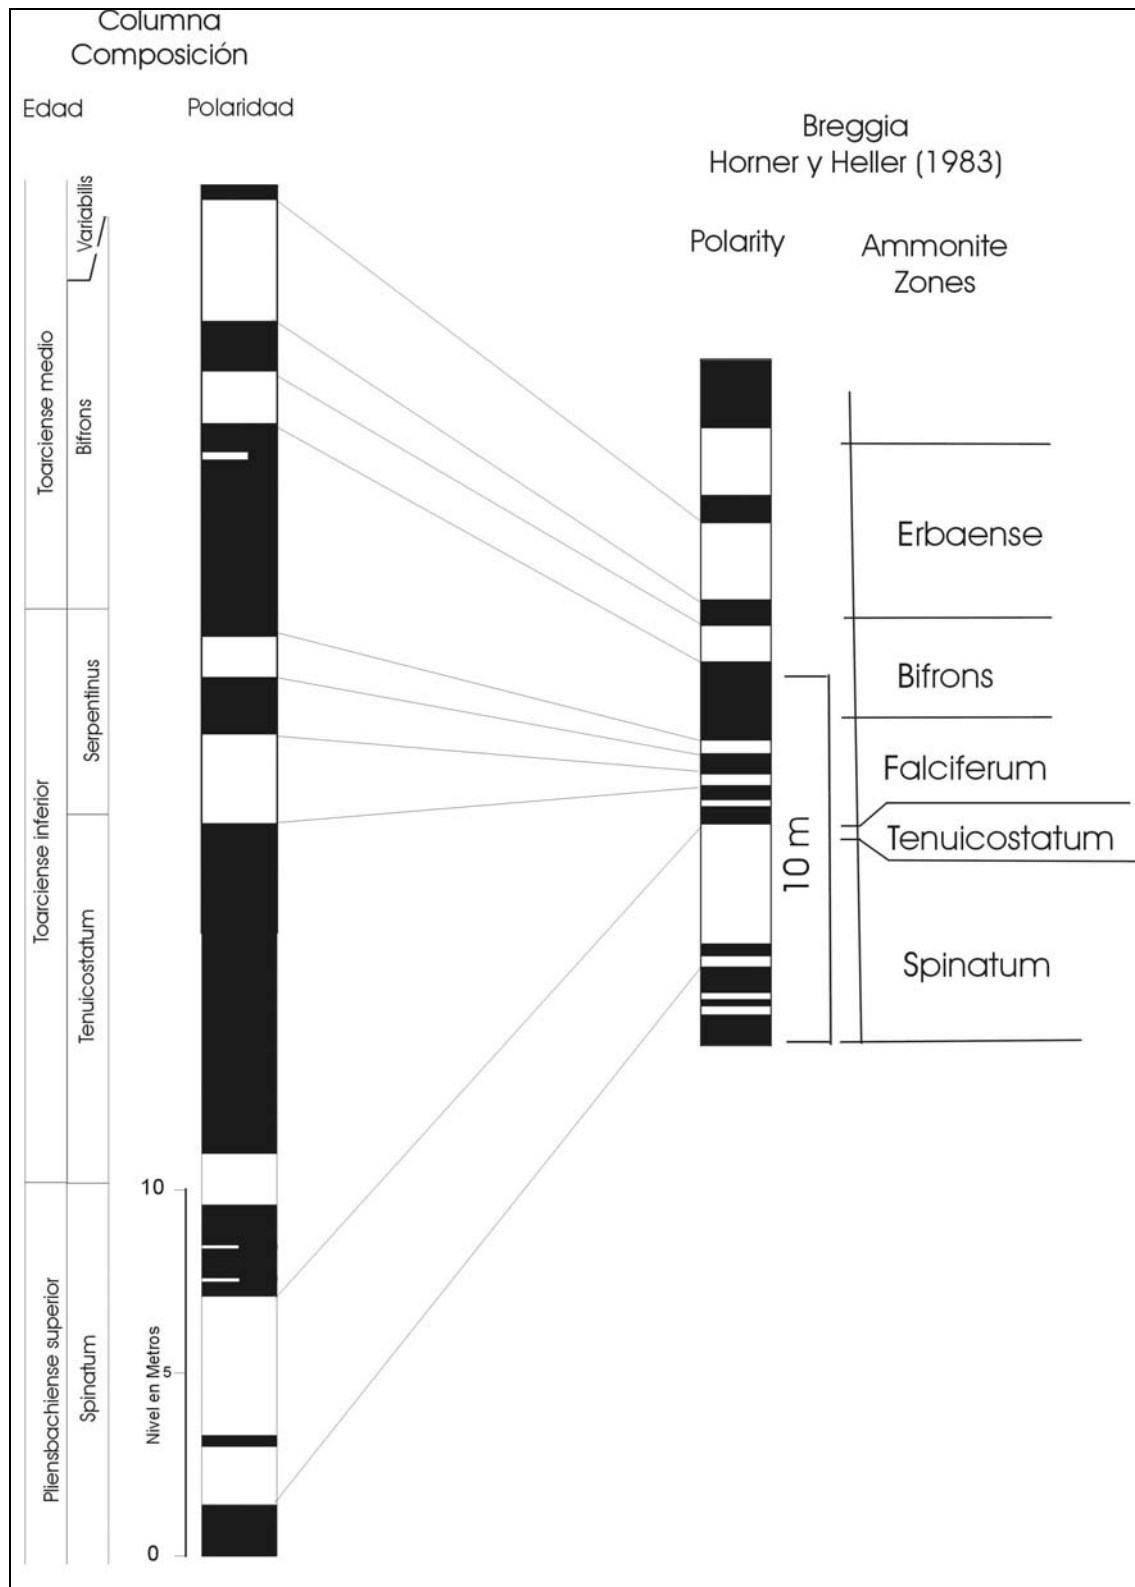 Columna
Composición
Edad
Polaridad
Breggia
Horner y Heller (1983)
Polarity
Ammonite
Zones
Variabilis
Toarciense medio
Bifrons
Erbaense
Bifrons
Serpentinus
Falciferum
Toarciense inferior
10 m
Tenuicostatum
Tenuicostatum
Spinatum
10
Pliensbachiense superior
Spinatum
Nivel en Metros
5
0